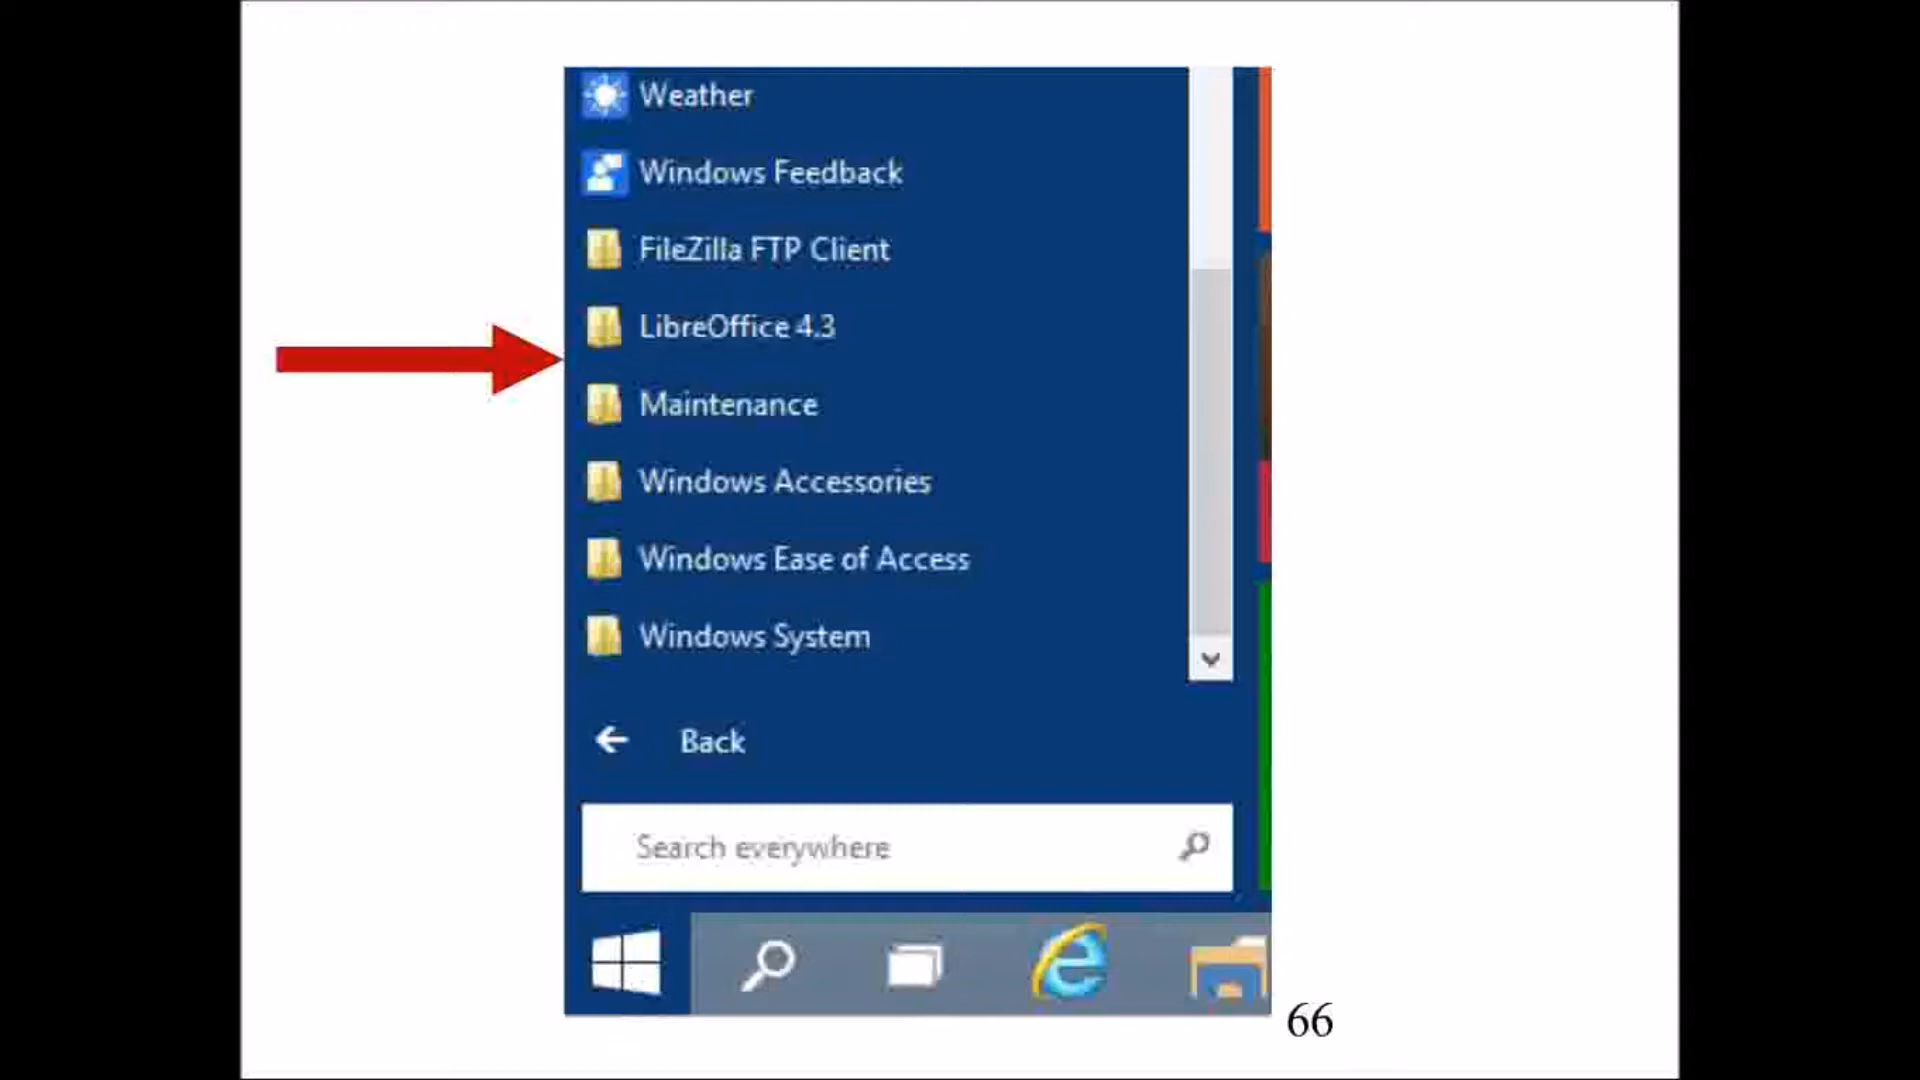 Weather
Windows Feedback
FileZilla FTP Client
LibreOffice 4.3
Maintenance
Windows Accessories
Windows Ease of Access
Windows System
Back
Search everywhere
66